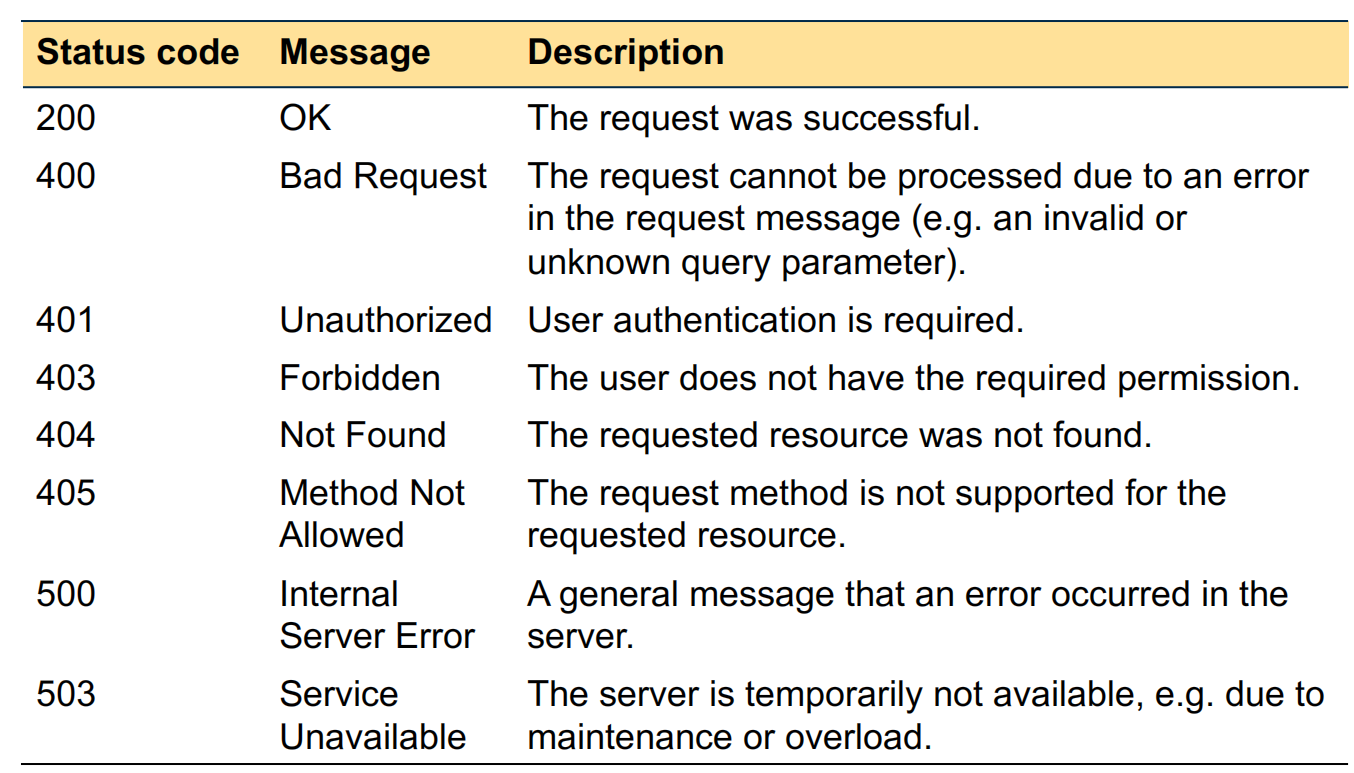 Status code Message Description
200 OK The request was successful.
400 Bad Request The request cannot be processed due to an error
in the request message (e.g. an invalid or
unknown query parameter).
401 Unauthorized User authentication is required.
403 Forbidden The user does not have the required permission.
404 Not Found The requested resource was not found.
405 Method Not The request method is not supported for the
Allowed requested resource.
500 Internal A general message that an error occurred in the
Server Error server.
503 Service The server is temporarily not available, e.g. due to
Unavailable maintenance or overload.